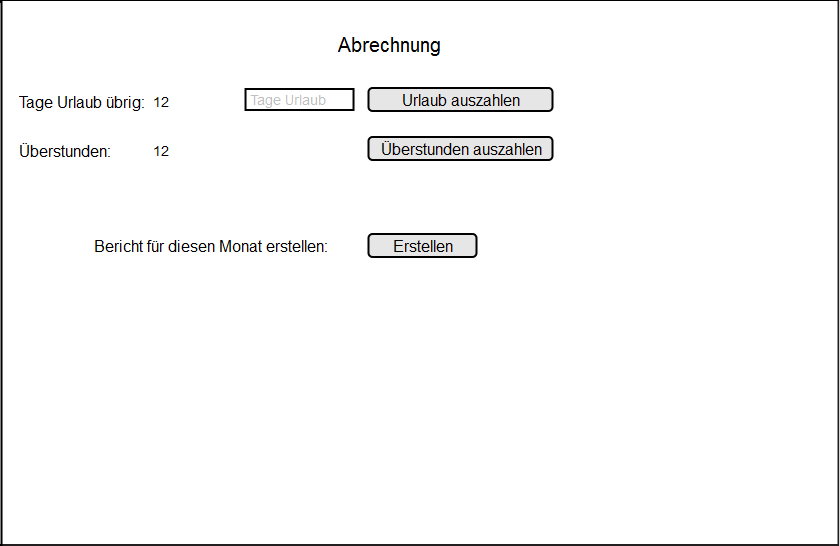 Abrechnung
Tage Urlaub übrig: 12 Tage Urlaub Urlaub auszahlen
Überstunden: 12 Überstunden auszahlen
Bericht für diesen Monat erstellen: Erstellen